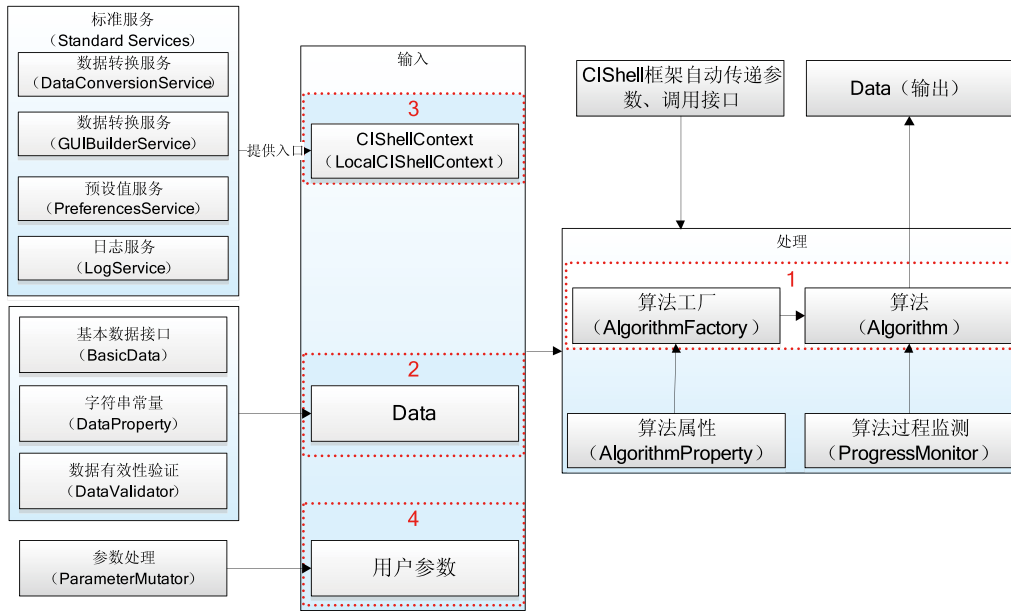 标准服务
（Standard Services）
数据转换服务
（DataConversionService）
数据转换服务
（GUIBuilderService）
预设值服务
（PreferencesService）
日志服务
（LogService）
基本数据接口
（BasicData）
字符串常量
（DataProperty）
数据有效性验证
（DataValidator）
参数处理
（ParameterMutator）
提供入口
输入
3
CIShellContext
（LocalCIShellContext）
2
Data
4
用户参数
CIShell框架自动传递参
数、调用接口
Data（输出）
处理
1
算法工厂
（AlgorithmFactory）
算法
（Algorithm）
算法属性
（AlgorithmProperty）
算法过程监测
（ProgressMonitor）